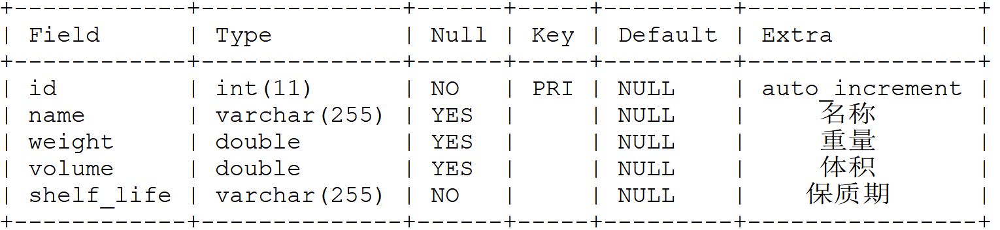 +------------+--------------+------+-----+---------+----------------+
| Field      | Type         | Null | Key | Default | Extra          |
+------------+--------------+------+-----+---------+----------------+
| id         | int(11)      | NO   | PRI | NULL    | auto_increment |
| name       | varchar(255) | YES  |     | NULL    |     名称       |
| weight     | double       | YES  |     | NULL    |     重量       |
| volume     | double       | YES  |     | NULL    |     体积       |
| shelf_life | varchar(255) | NO   |     | NULL    |    保质期      |
+------------+--------------+------+-----+---------+----------------+